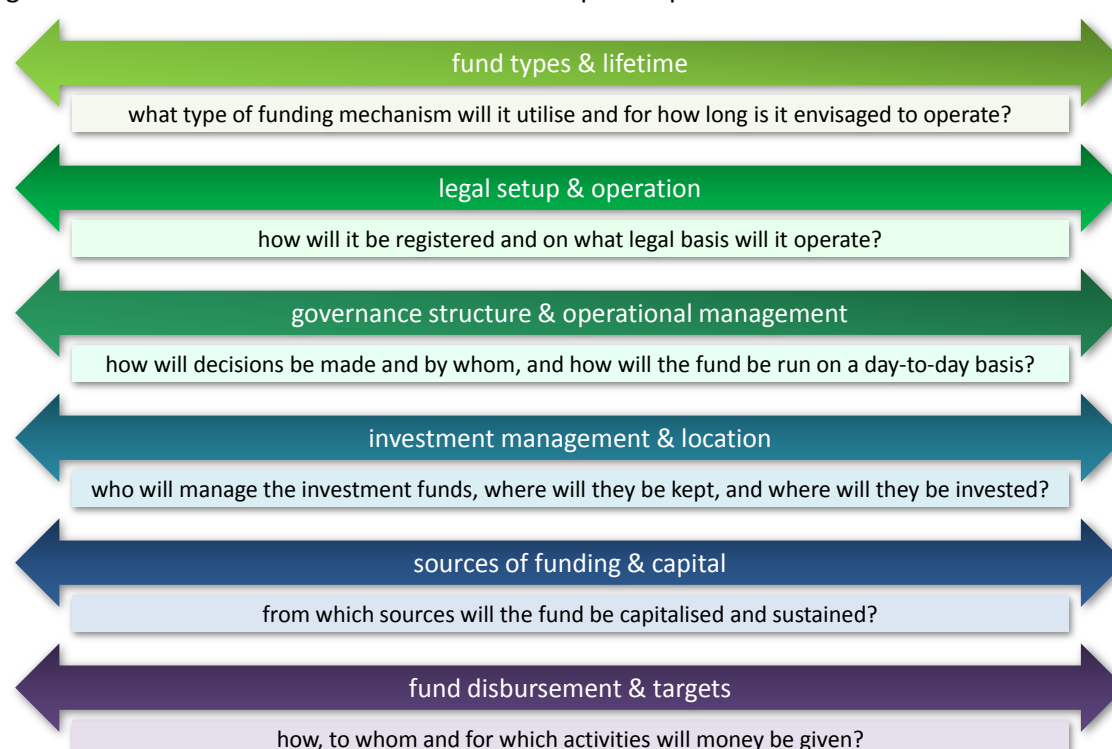 fund types & lifetime
what type of funding mechanism will it utilise and for how long is it envisaged to operate?
legal setup & operation
how will it be registered and on what legal basis will it operate?
governance structure & operational management
how will decisions be made and by whom, and how will the fund be run on a day-to-day basis?
investment management & location
who will manage the investment funds, where will they be kept, and where will they be invested?
sources of funding & capital
from which sources will the fund be capitalised and sustained?
fund disbursement & targets
how, to whom and for which activities will money be given?